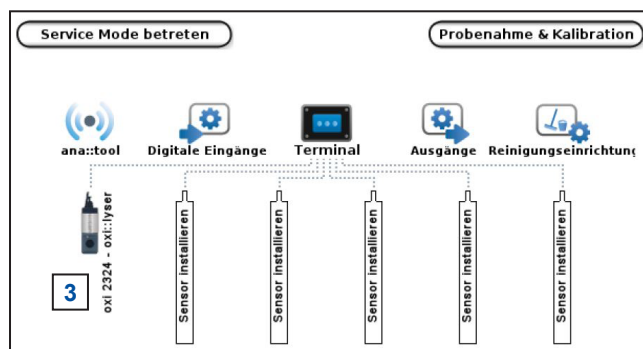 Service Mode betreten
Probenahme & Kalibration
ana::tool
Digitale Eingänge
Terminal
Ausgänge
Reinigungseinrichtung
oxi 2324 - oxi::lyser
3
Sensor installieren
Sensor installieren
Sensor installieren
Sensor installieren
Sensor installieren